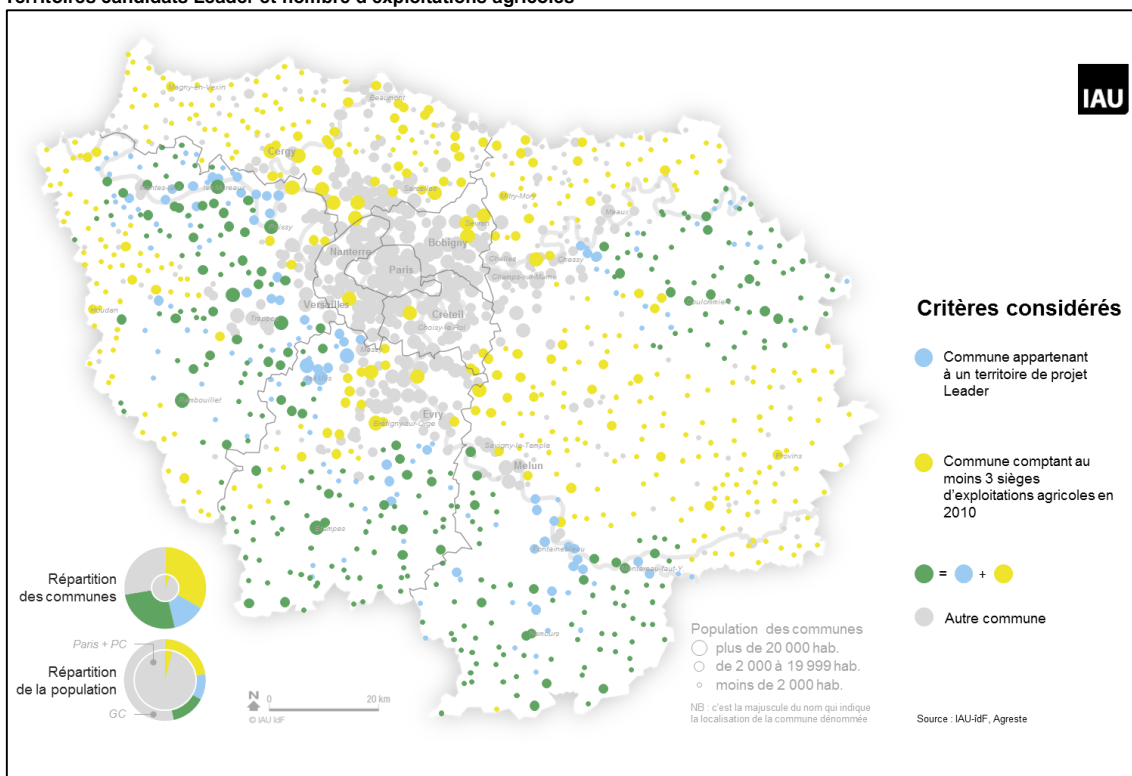 Territoires candidats Leader et nombre d'exploitations agricoles
IAU
Magny-en-Vexin
Beaumont
Cergy
Sarcelles
Mitry-Mory
Meaux
Poissy
Sevran
Nanterre
Bobigny
Paris
Chelles
Chessy
Champs-sur-Marne
Coulommiers
Houdan
Versailles
Trappes
Créteil
Choisy-le-Roi
Massy
Les Ulis
Rambouillet
Evry
Brétigny-sur-Orge
Savigny-le-Temple
Melun
Provins
Etampes
Fontainebleau
Montereau-faut-Y.
Nemours
Critères considérés
Commune appartenant
à un territoire de projet
Leader
Commune comptant au
moins 3 sièges
d'exploitations agricoles en
2010
= +
Autre commune
Répartition
des communes
Paris + PC
Répartition
de la population
GC
N
0 20 km
© IAU îdF
Population des communes
plus de 20 000 hab.
de 2 000 à 19 999 hab.
moins de 2 000 hab.
NB : c'est la majuscule du nom qui indique
la localisation de la commune dénommée
Source : IAU-îdF, Agreste